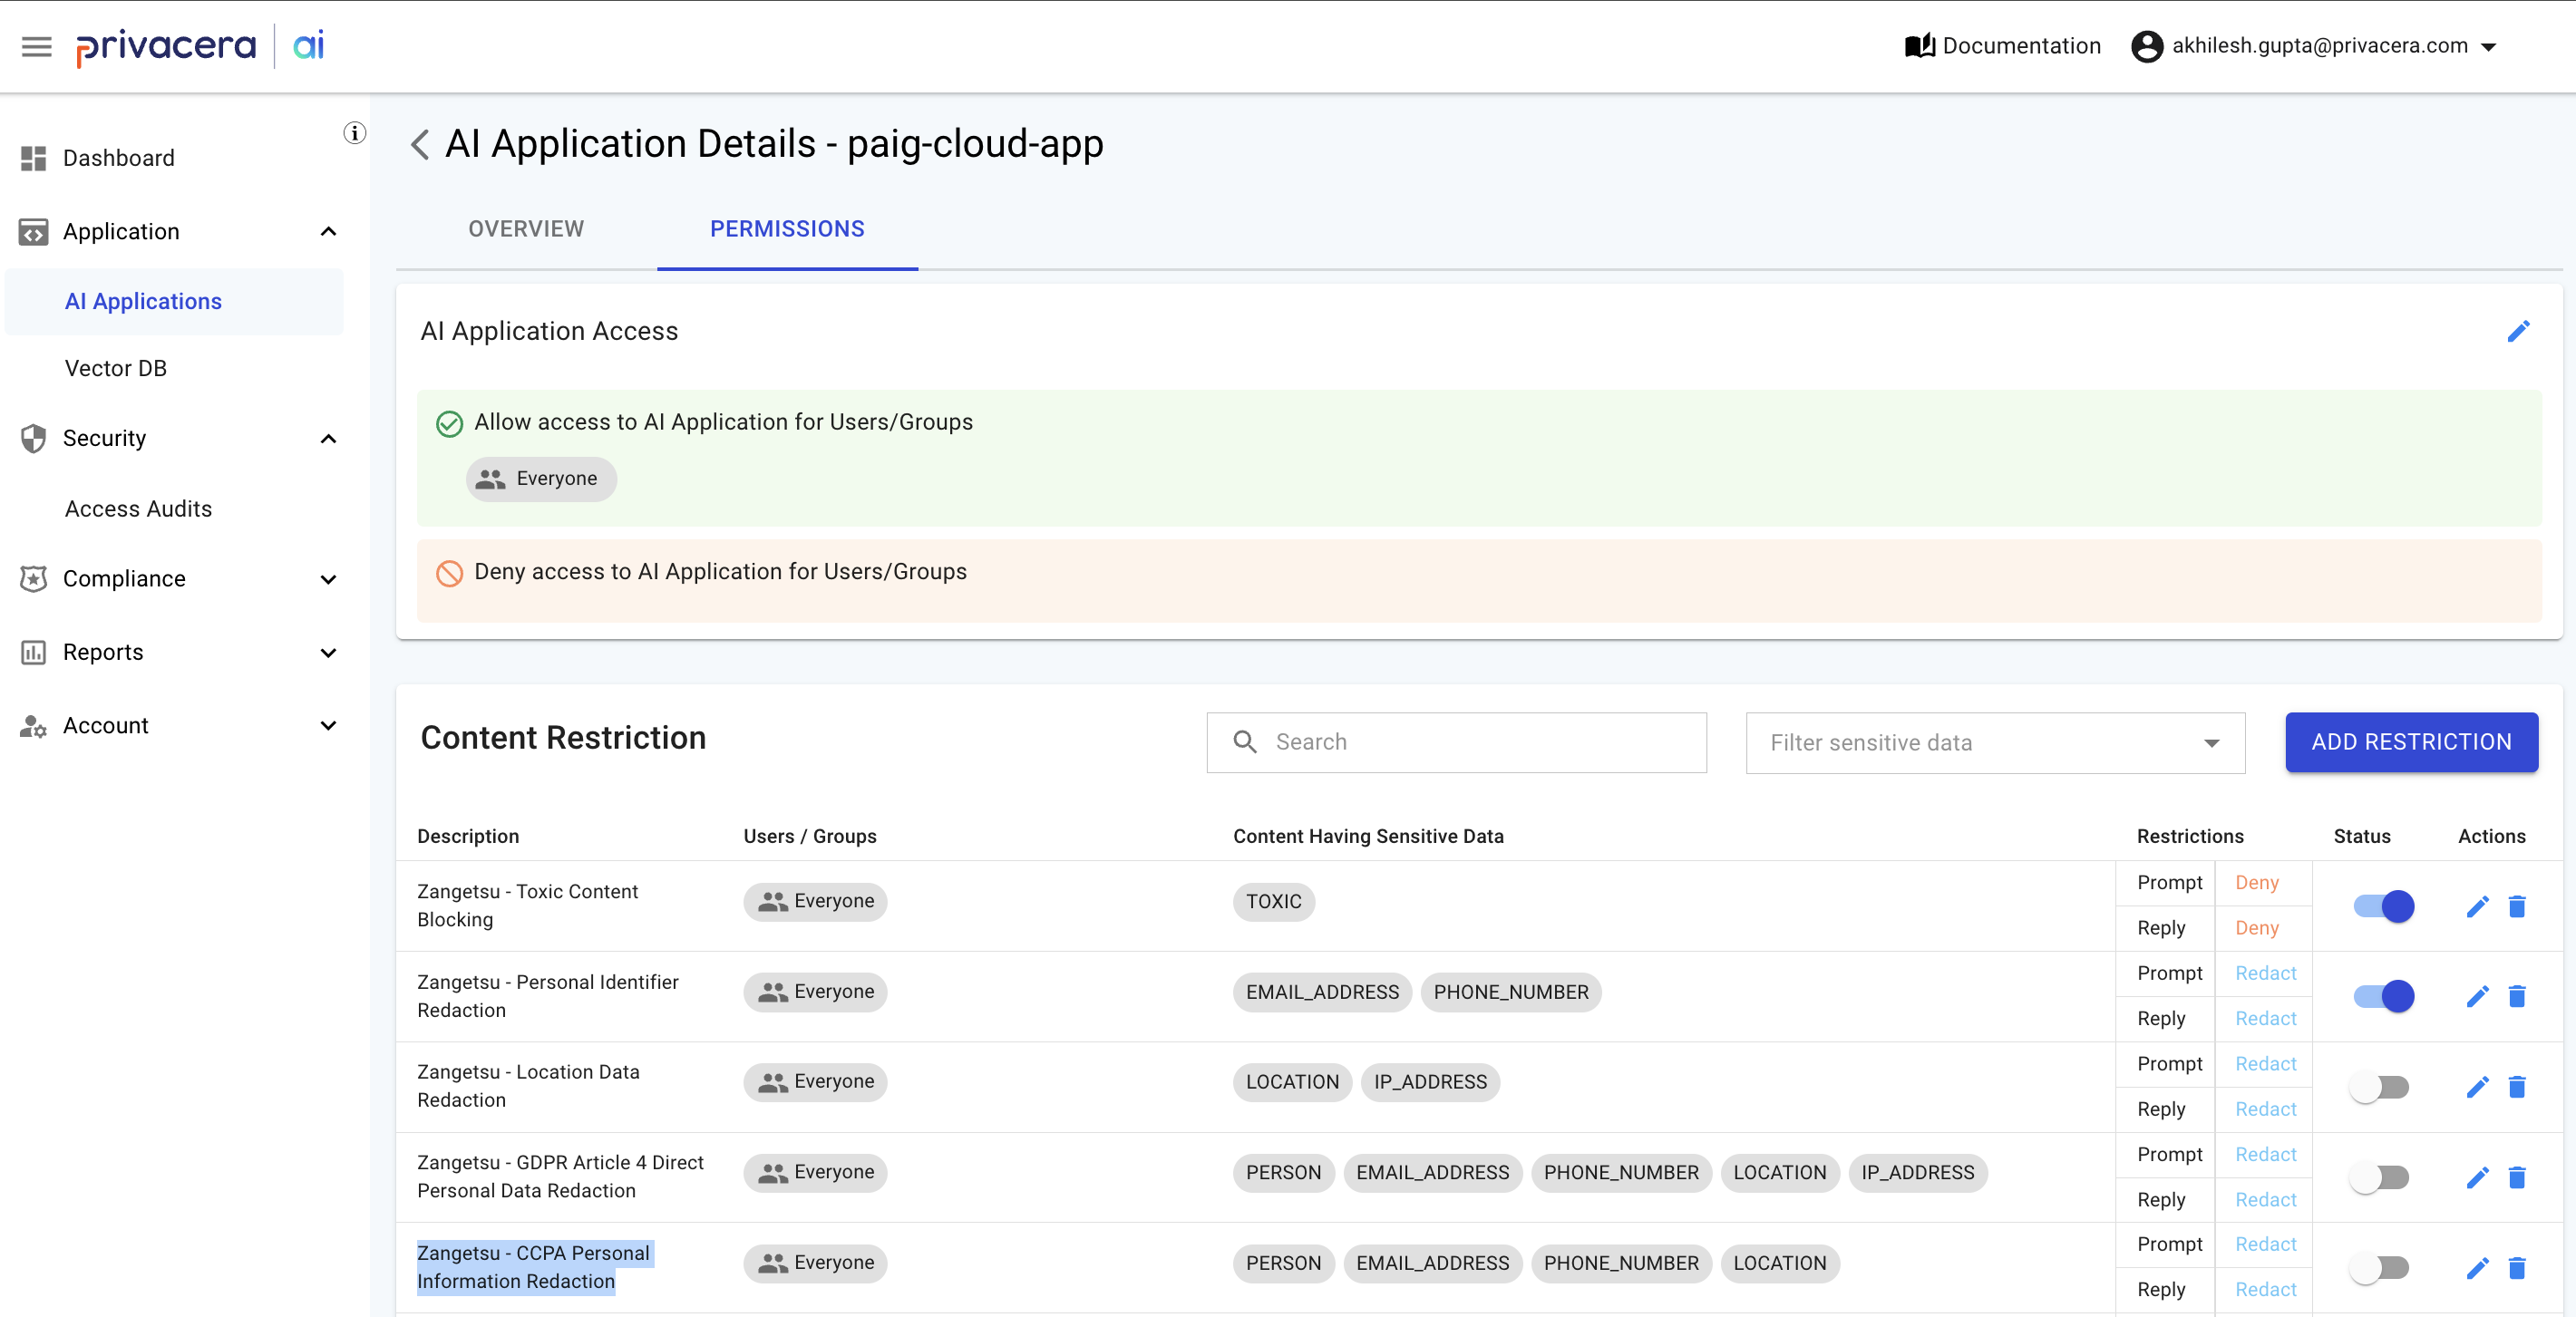 privacera ai
Documentation
akhilesh.gupta@privacera.com
Dashboard
Application
AI Applications
Vector DB
Security
Access Audits
Compliance
Reports
Account
AI Application Details - paig-cloud-app
OVERVIEW
PERMISSIONS
AI Application Access
Allow access to AI Application for Users/Groups
Everyone
Deny access to AI Application for Users/Groups
Content Restriction
Search
Filter sensitive data
ADD RESTRICTION
Description
Users / Groups
Content Having Sensitive Data
Restrictions
Status
Actions
Zangetsu - Toxic Content
Blocking
Everyone
TOXIC
Prompt
Deny
Reply
Deny
Zangetsu - Personal Identifier
Redaction
Everyone
EMAIL_ADDRESS
PHONE_NUMBER
Prompt
Redact
Reply
Redact
Zangetsu - Location Data
Redaction
Everyone
LOCATION
IP_ADDRESS
Prompt
Redact
Reply
Redact
Zangetsu - GDPR Article 4 Direct
Personal Data Redaction
Everyone
PERSON
EMAIL_ADDRESS
PHONE_NUMBER
LOCATION
IP_ADDRESS
Prompt
Redact
Reply
Redact
Zangetsu - CCPA Personal
Information Redaction
Everyone
PERSON
EMAIL_ADDRESS
PHONE_NUMBER
LOCATION
Prompt
Redact
Reply
Redact